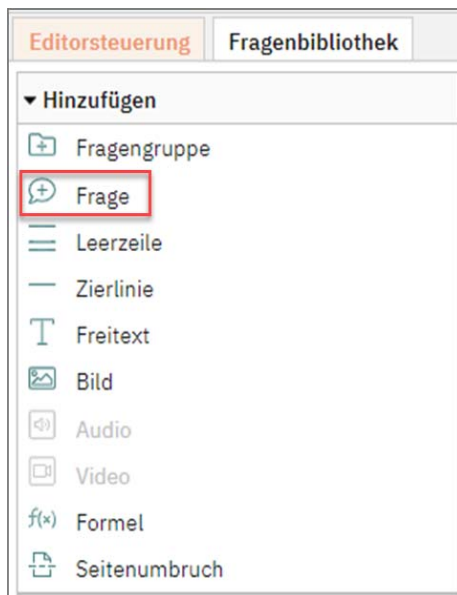 Editorsteuerung Fragenbibliothek
Hinzufügen
Fragengruppe
Frage
Leerzeile
Zierlinie
Freitext
Bild
Audio
Video
f(x) Formel
Seitenumbruch